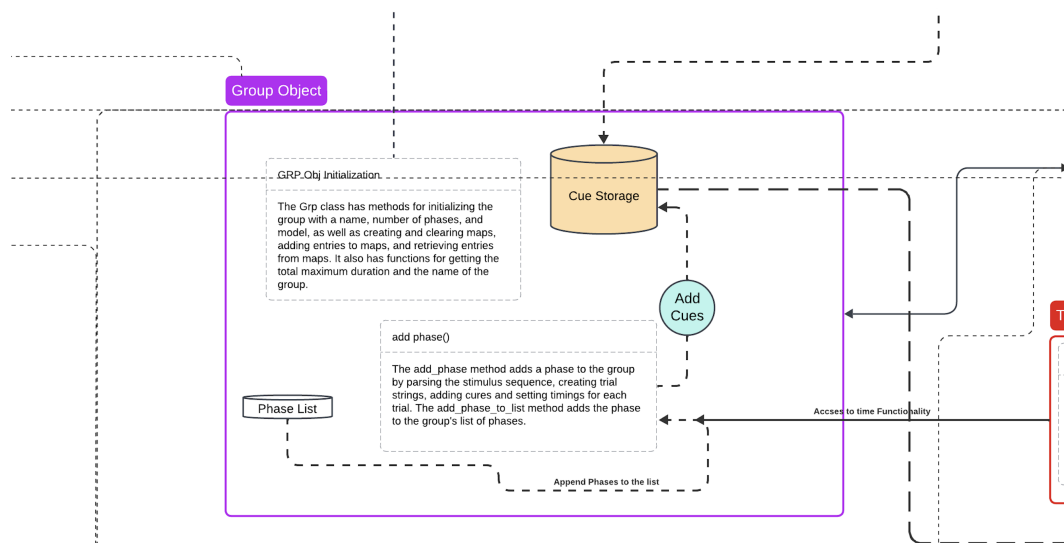 Group Object
GRP Obj Initialization
The Grp class has methods for initializing the
group with a name, number of phases, and
model, as well as creating and clearing maps,
adding entries to maps, and retrieving entries
from maps. It also has functions for getting the
total maximum duration and the name of the
group.
Cue Storage
Add
Cues
add phase()
The add_phase method adds a phase to the group
by parsing the stimulus sequence, creating trial
strings, adding cures and setting timings for each
trial. The add_phase_to_list method adds the phase
to the group's list of phases.
Phase List
Accses to time Functionality
Append Phases to the list
T